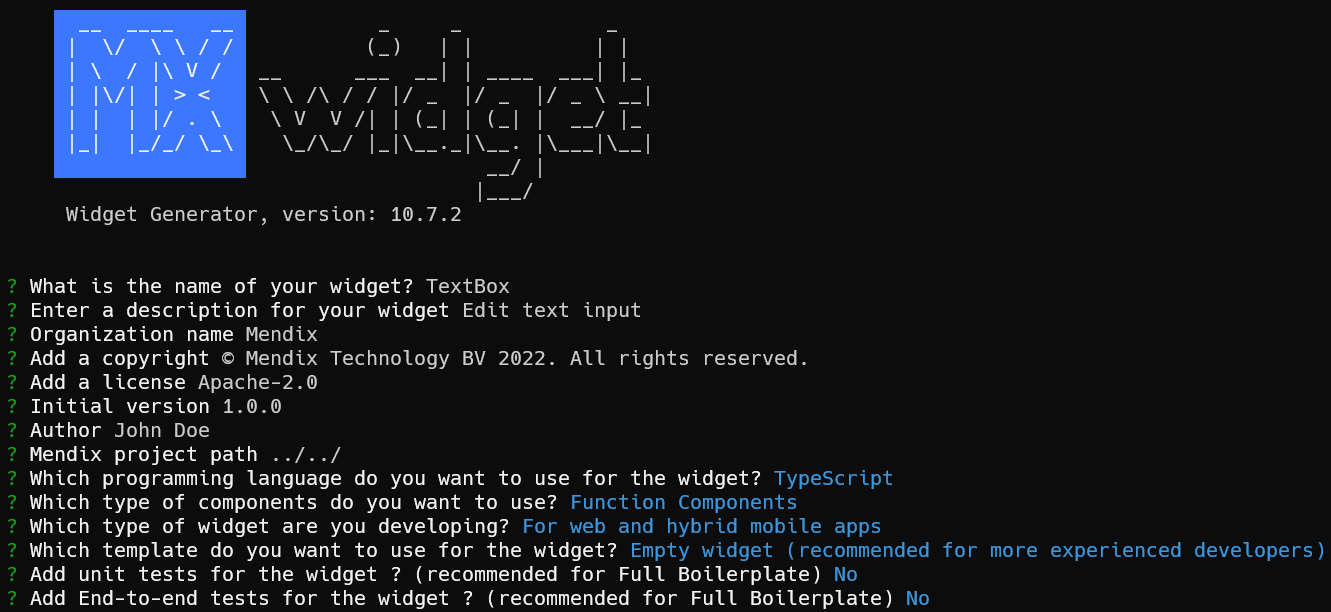 MX widget
Widget Generator, version: 10.7.2
? What is the name of your widget? TextBox
? Enter a description for your widget Edit text input
? Organization name Mendix
? Add a copyright © Mendix Technology BV 2022. All rights reserved.
? Add a license Apache-2.0
? Initial version 1.0.0
? Author John Doe
? Mendix project path ../../
? Which programming language do you want to use for the widget? TypeScript
? Which type of components do you want to use? Function Components
? Which type of widget are you developing? For web and hybrid mobile apps
? Which template do you want to use for the widget? Empty widget (recommended for more experienced developers)
? Add unit tests for the widget ? (recommended for Full Boilerplate) No
? Add End-to-end tests for the widget ? (recommended for Full Boilerplate) No